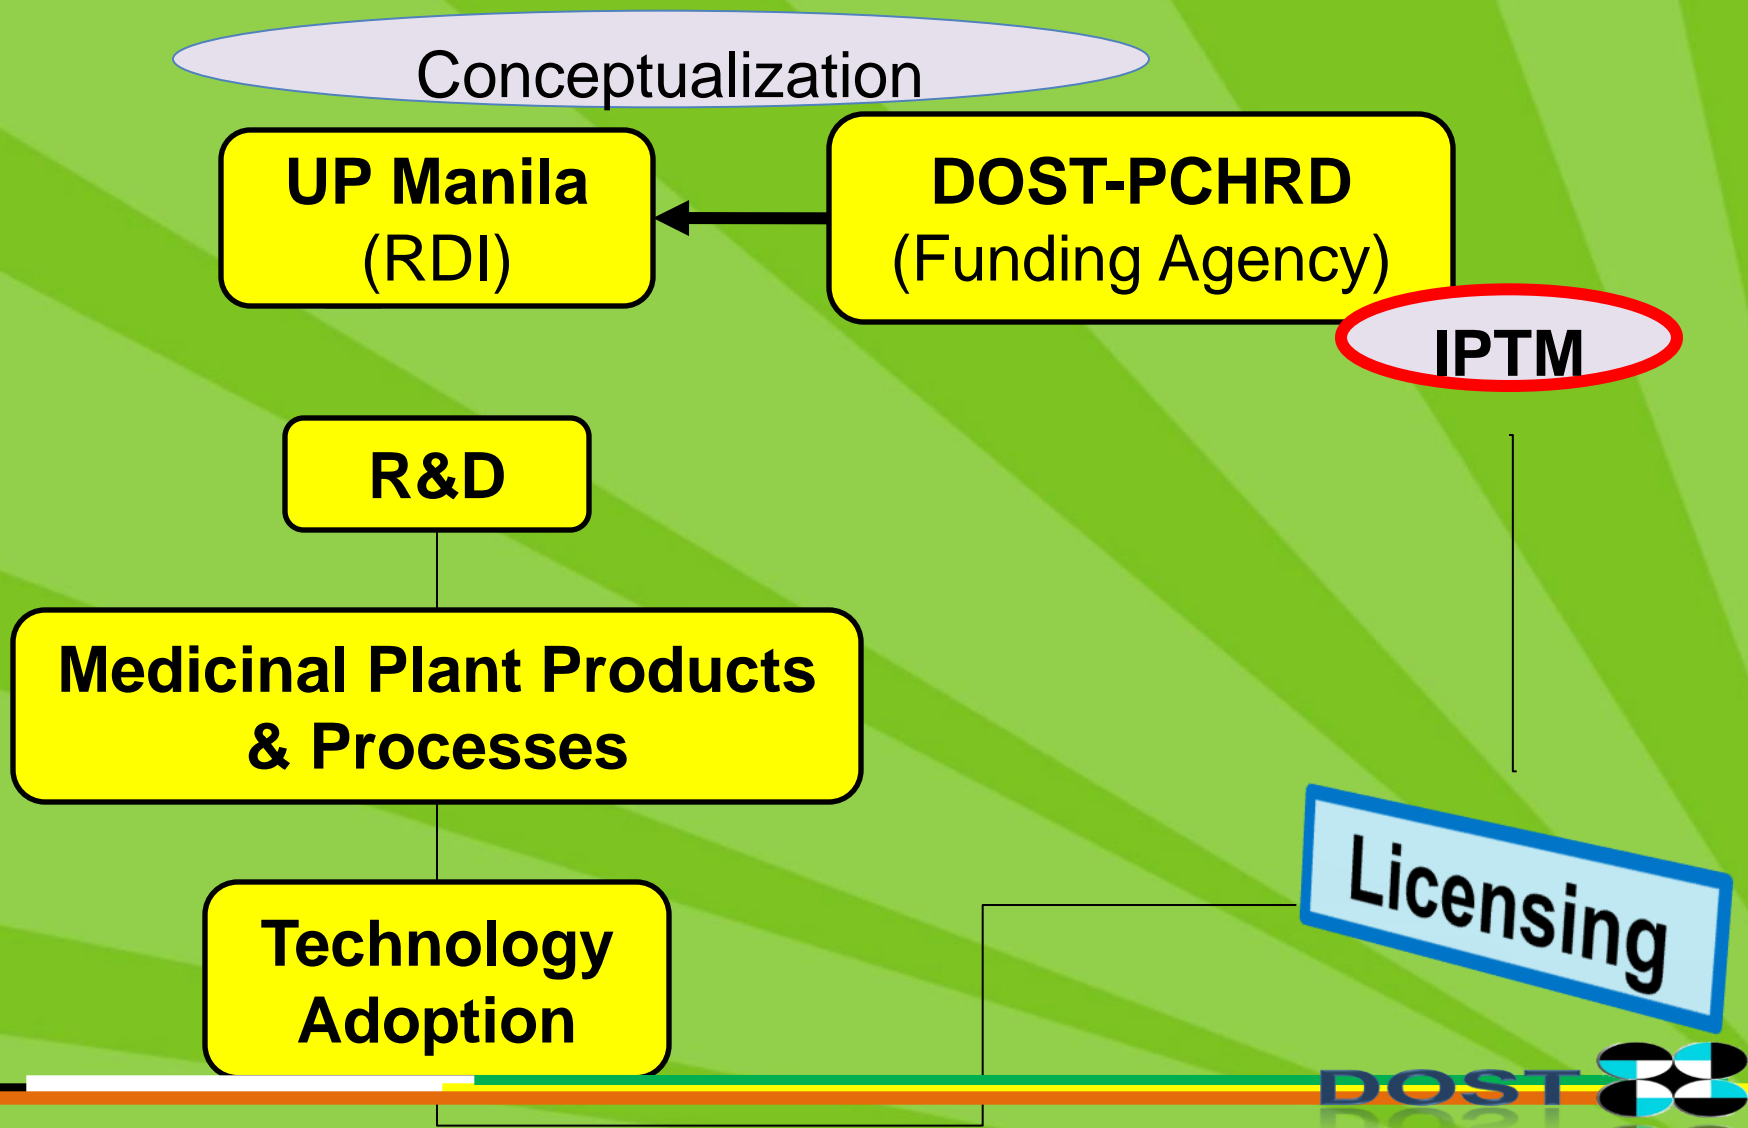 Conceptualization
UP Manila
(RDI)
DOST-PCHRD
(Funding Agency)
IPTM
R&D
Medicinal Plant Products
& Processes
Technology
Adoption
Licensing
DOST